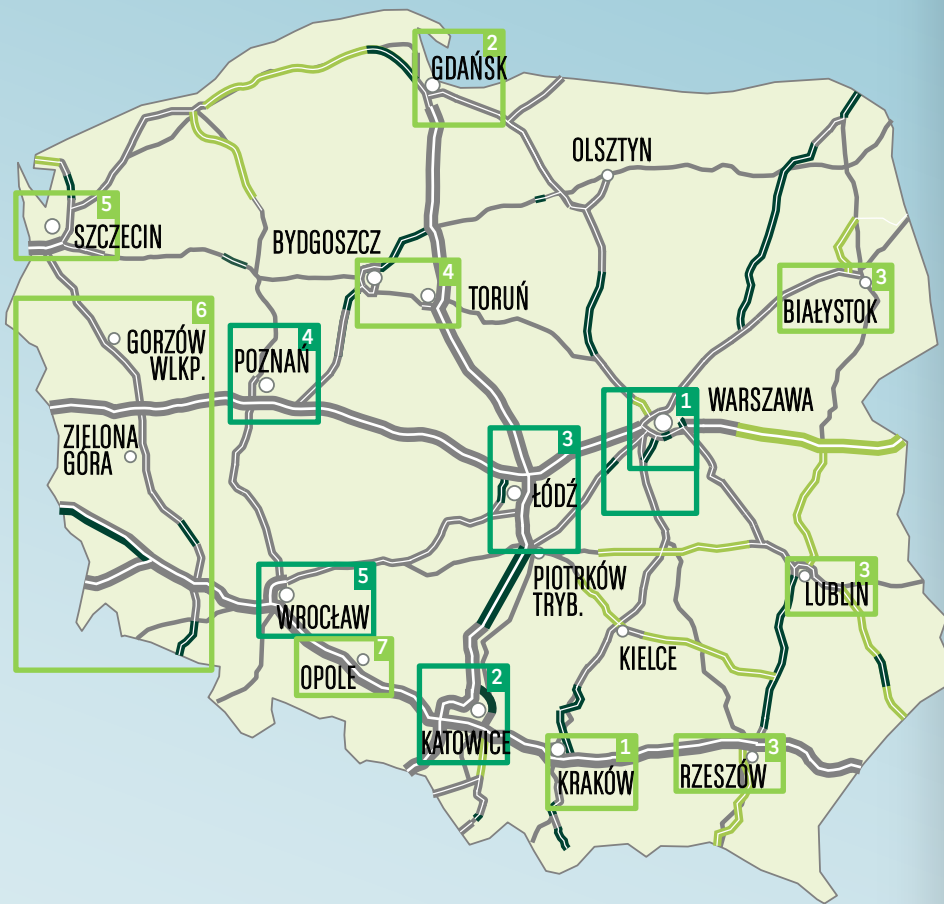 2
GDAŃSK
OLSZTYN
5
SZCZECIN
BYDGOSZCZ
4
TORUŃ
3
BIAŁYSTOK
6
GORZÓW
WLKP.
4
POZNAŃ
1
WARSZAWA
ZIELONA
GÓRA
3
ŁÓDŹ
5
WROCŁAW
PIOTRKÓW
TRYB.
3
LUBLIN
7
OPOLE
KIELCE
2
KATOWICE
1
KRAKÓW
3
RZESZÓW